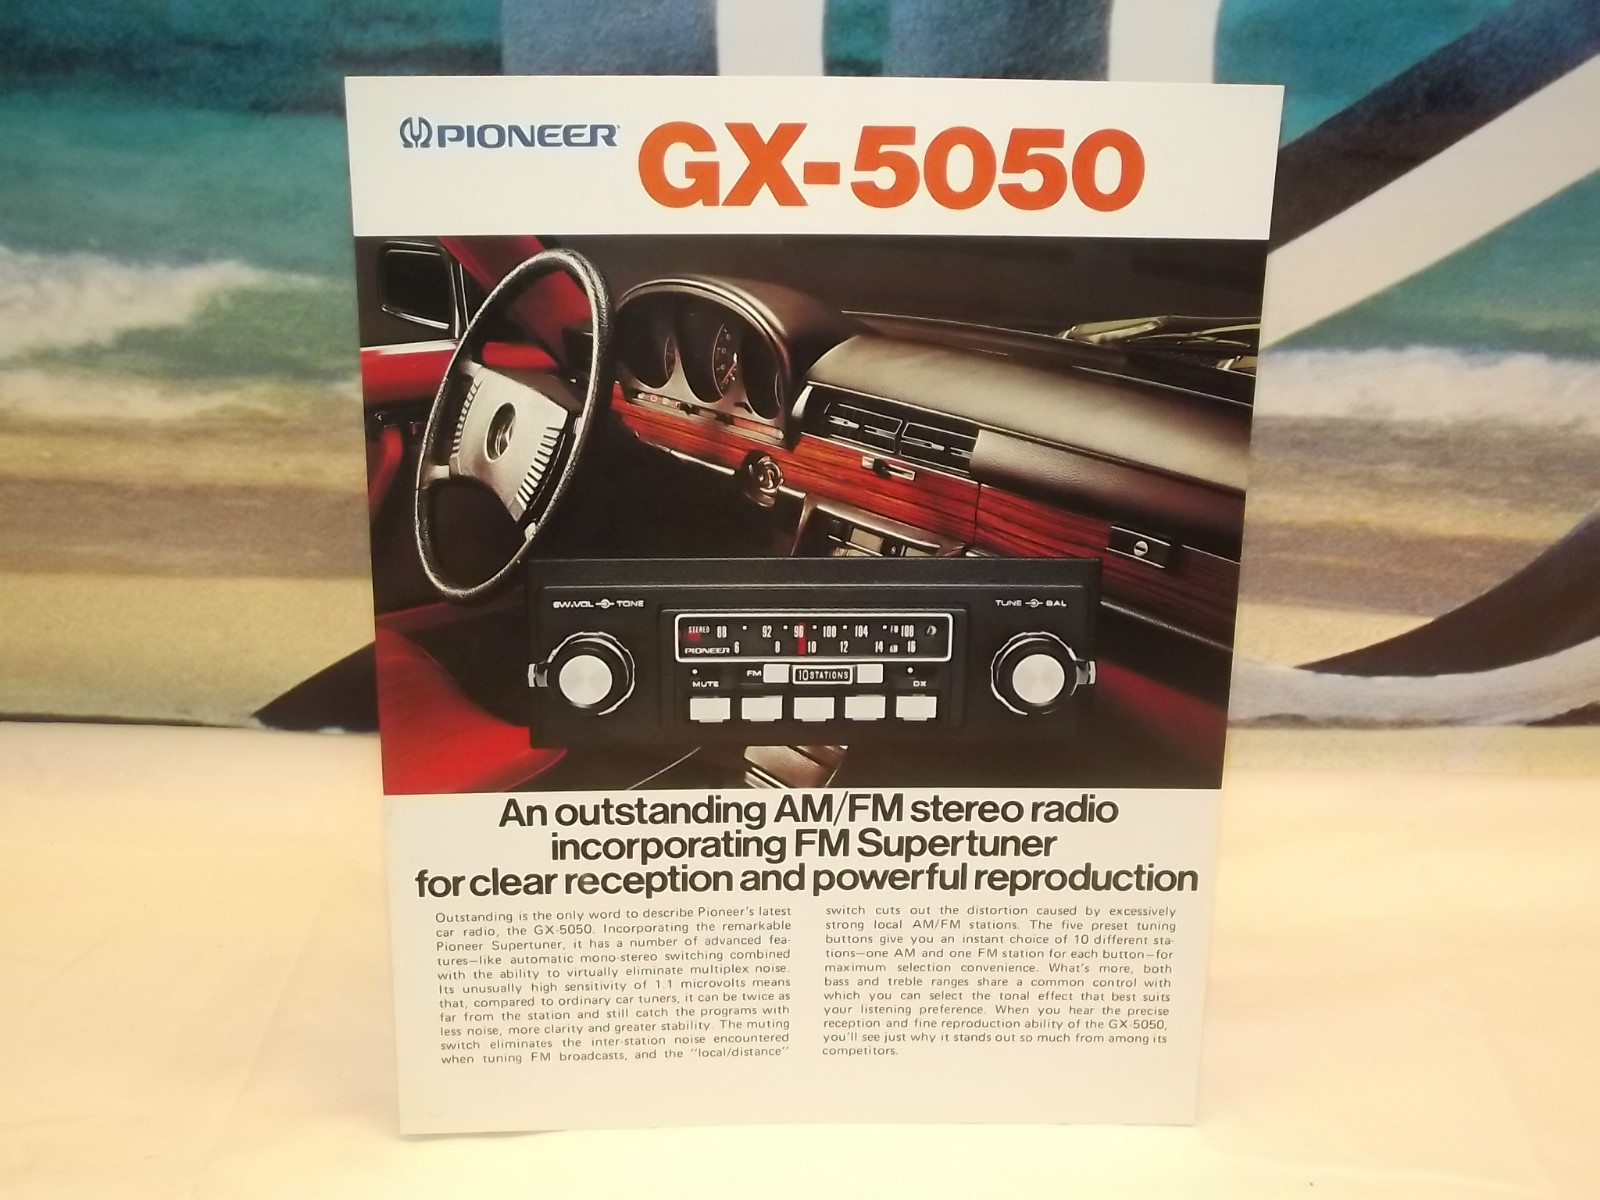 PIONEER GX-5050
SW.VOL TONE
TUNE BAL
STEREO 88 92 96 100 104 FM 108
PIONEER 6 8 10 12 14 AM 16
FM 10 STATIONS
MUTE
DX
An outstanding AM/FM stereo radio
incorporating FM Supertuner
for clear reception and powerful reproduction
Outstanding is the only word to describe Pioneer's latest
car radio, the GX-5050. Incorporating the remarkable
Pioneer Supertuner, it has a number of advanced fea-
tures—like automatic mono-stereo switching combined
with the ability to virtually eliminate multiplex noise.
Its unusually high sensitivity of 1.1 microvolts means
that, compared to ordinary car tuners, it can be twice as
far from the station and still catch the programs with
less noise, more clarity and greater stability. The muting
switch eliminates the inter-station noise encountered
when tuning FM broadcasts, and the "local/distance"
switch cuts out the distortion caused by excessively
strong local AM/FM stations. The five preset tuning
buttons give you an instant choice of 10 different sta-
tions—one AM and one FM station for each button—for
maximum selection convenience. What's more, both
bass and treble ranges share a common control with
which you can select the tonal effect that best suits
your listening preference. When you hear the precise
reception and fine reproduction ability of the GX-5050,
you'll see just why it stands out so much from among its
competitors.